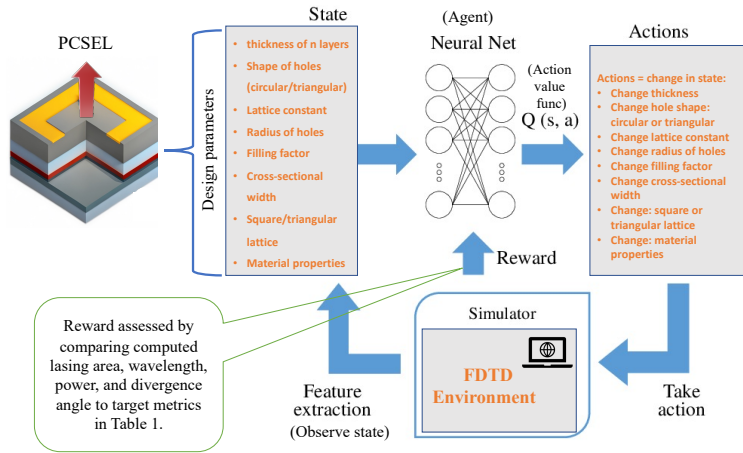 PCSEL
Design parameters
State
• thickness of n layers
• Shape of holes
(circular/triangular)
• Lattice constant
• Radius of holes
• Filling factor
• Cross-sectional
width
• Square/triangular
lattice
• Material properties
(Agent)
Neural Net
(Action
value
func)
Q (s, a)
Actions
Actions = change in state:
• Change thickness
• Change hole shape:
circular or triangular
• Change lattice constant
• Change radius of holes
• Change filling factor
• Change cross-sectional
width
• Change: square or
triangular lattice
• Change: material
properties
Reward
Reward assessed by
comparing computed
lasing area, wavelength,
power, and divergence
angle to target metrics
in Table 1.
Feature
extraction
(Observe state)
Simulator
FDTD
Environment
Take
action